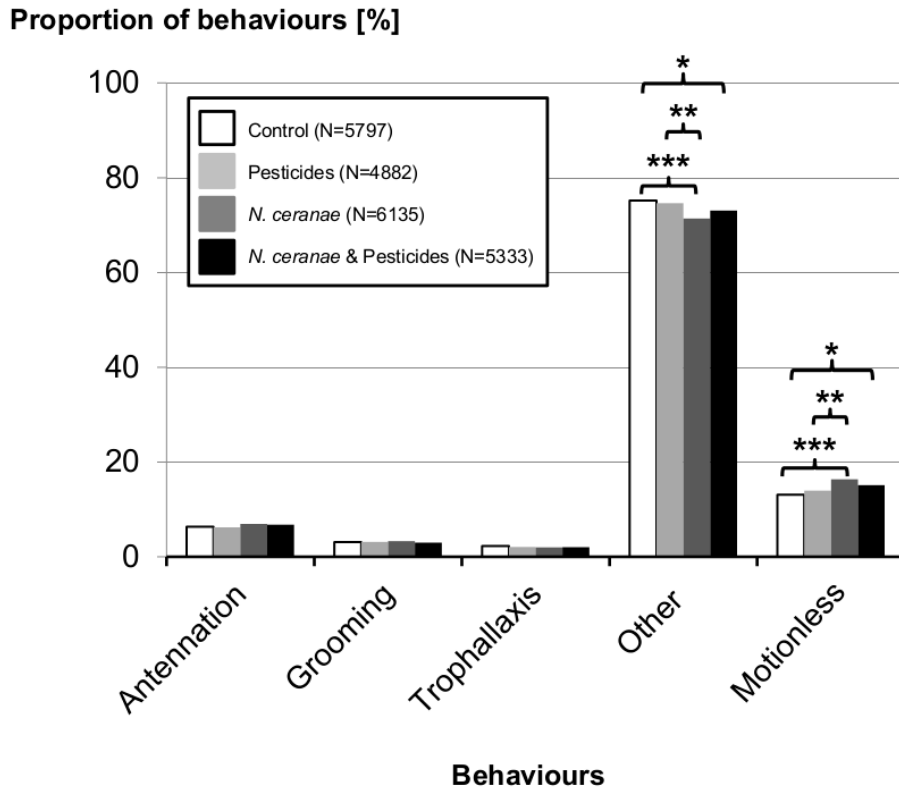 Proportion of behaviours [%]
100
80
60
40
20
0
Control (N=5797)
Pesticides (N=4882)
N. ceranae (N=6135)
N. ceranae & Pesticides (N=5333)
*
**
***
*
**
***
Antennation
Grooming
Trophallaxis
Other
Motionless
Behaviours